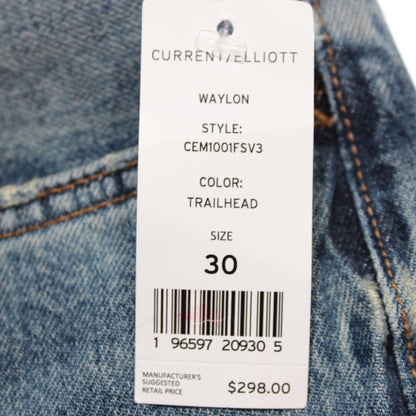 CURRENT/ELLIOTT
WAYLON
STYLE:
CEM1001FSV3
COLOR:
TRAILHEAD
SIZE
30
1 96597 20930 5
MANUFACTURER'S
SUGGESTED
RETAIL PRICE
$298.00